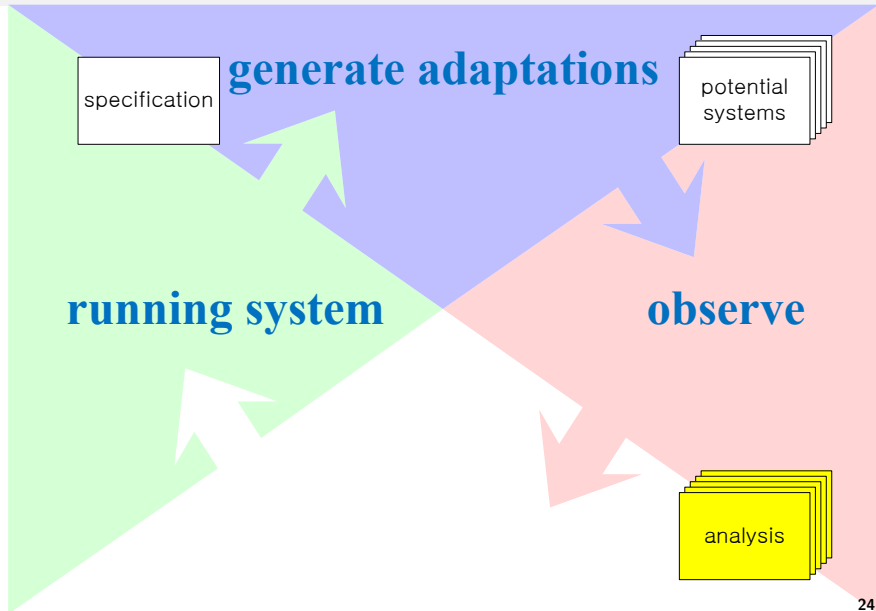 generate adaptations
specification
potential
systems
running system
observe
analysis
24